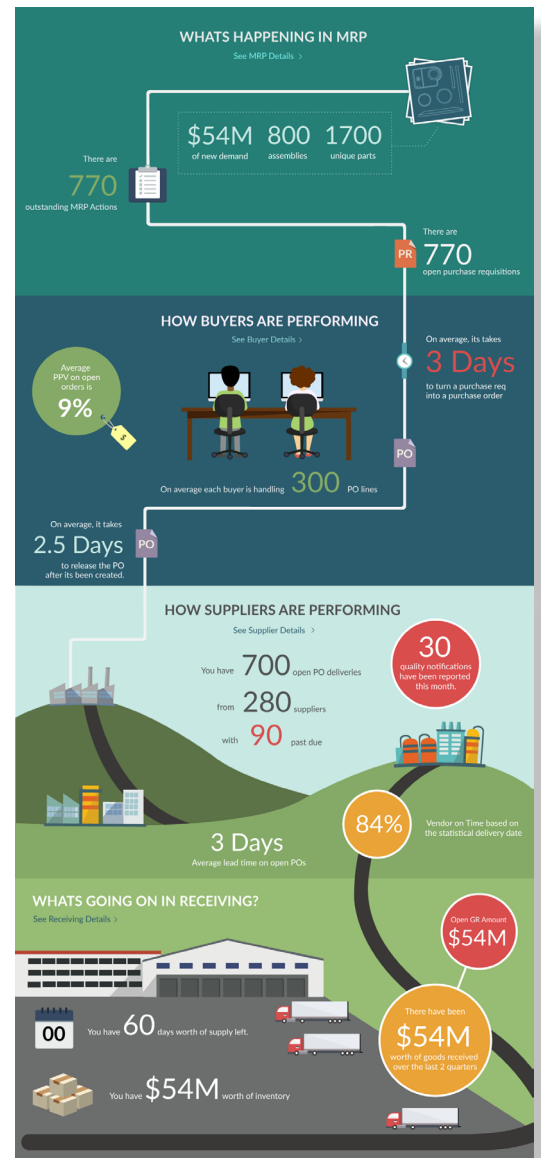 WHATS HAPPENING IN MRP
See MRP Details >
$54M 800 1700
of new demand assemblies unique parts
There are
770
outstanding MRP Actions
There are
PR
770
open purchase requisitions
HOW BUYERS ARE PERFORMING
See Buyer Details >
On average, its takes
3 Days
to turn a purchase req
into a purchase order
Average
PPV on open
orders is
9%
$
PO
On average each buyer is handling 300 PO lines
On average, it takes
2.5 Days
PO
to release the PO
after its been created.
HOW SUPPLIERS ARE PERFORMING
See Supplier Details >
30
quality notifications
have been reported
this month.
You have 700 open PO deliveries
from 280 suppliers
with 90 past due
84%
Vendor on Time based on
the statistical delivery date
3 Days
Average lead time on open POs
WHATS GOING ON IN RECEIVING?
See Receiving Details >
Open GR Amount
$54M
There have been
$54M
worth of goods received
over the last 2 quarters
00
You have 60 days worth of supply left.
You have $54M worth of inventory